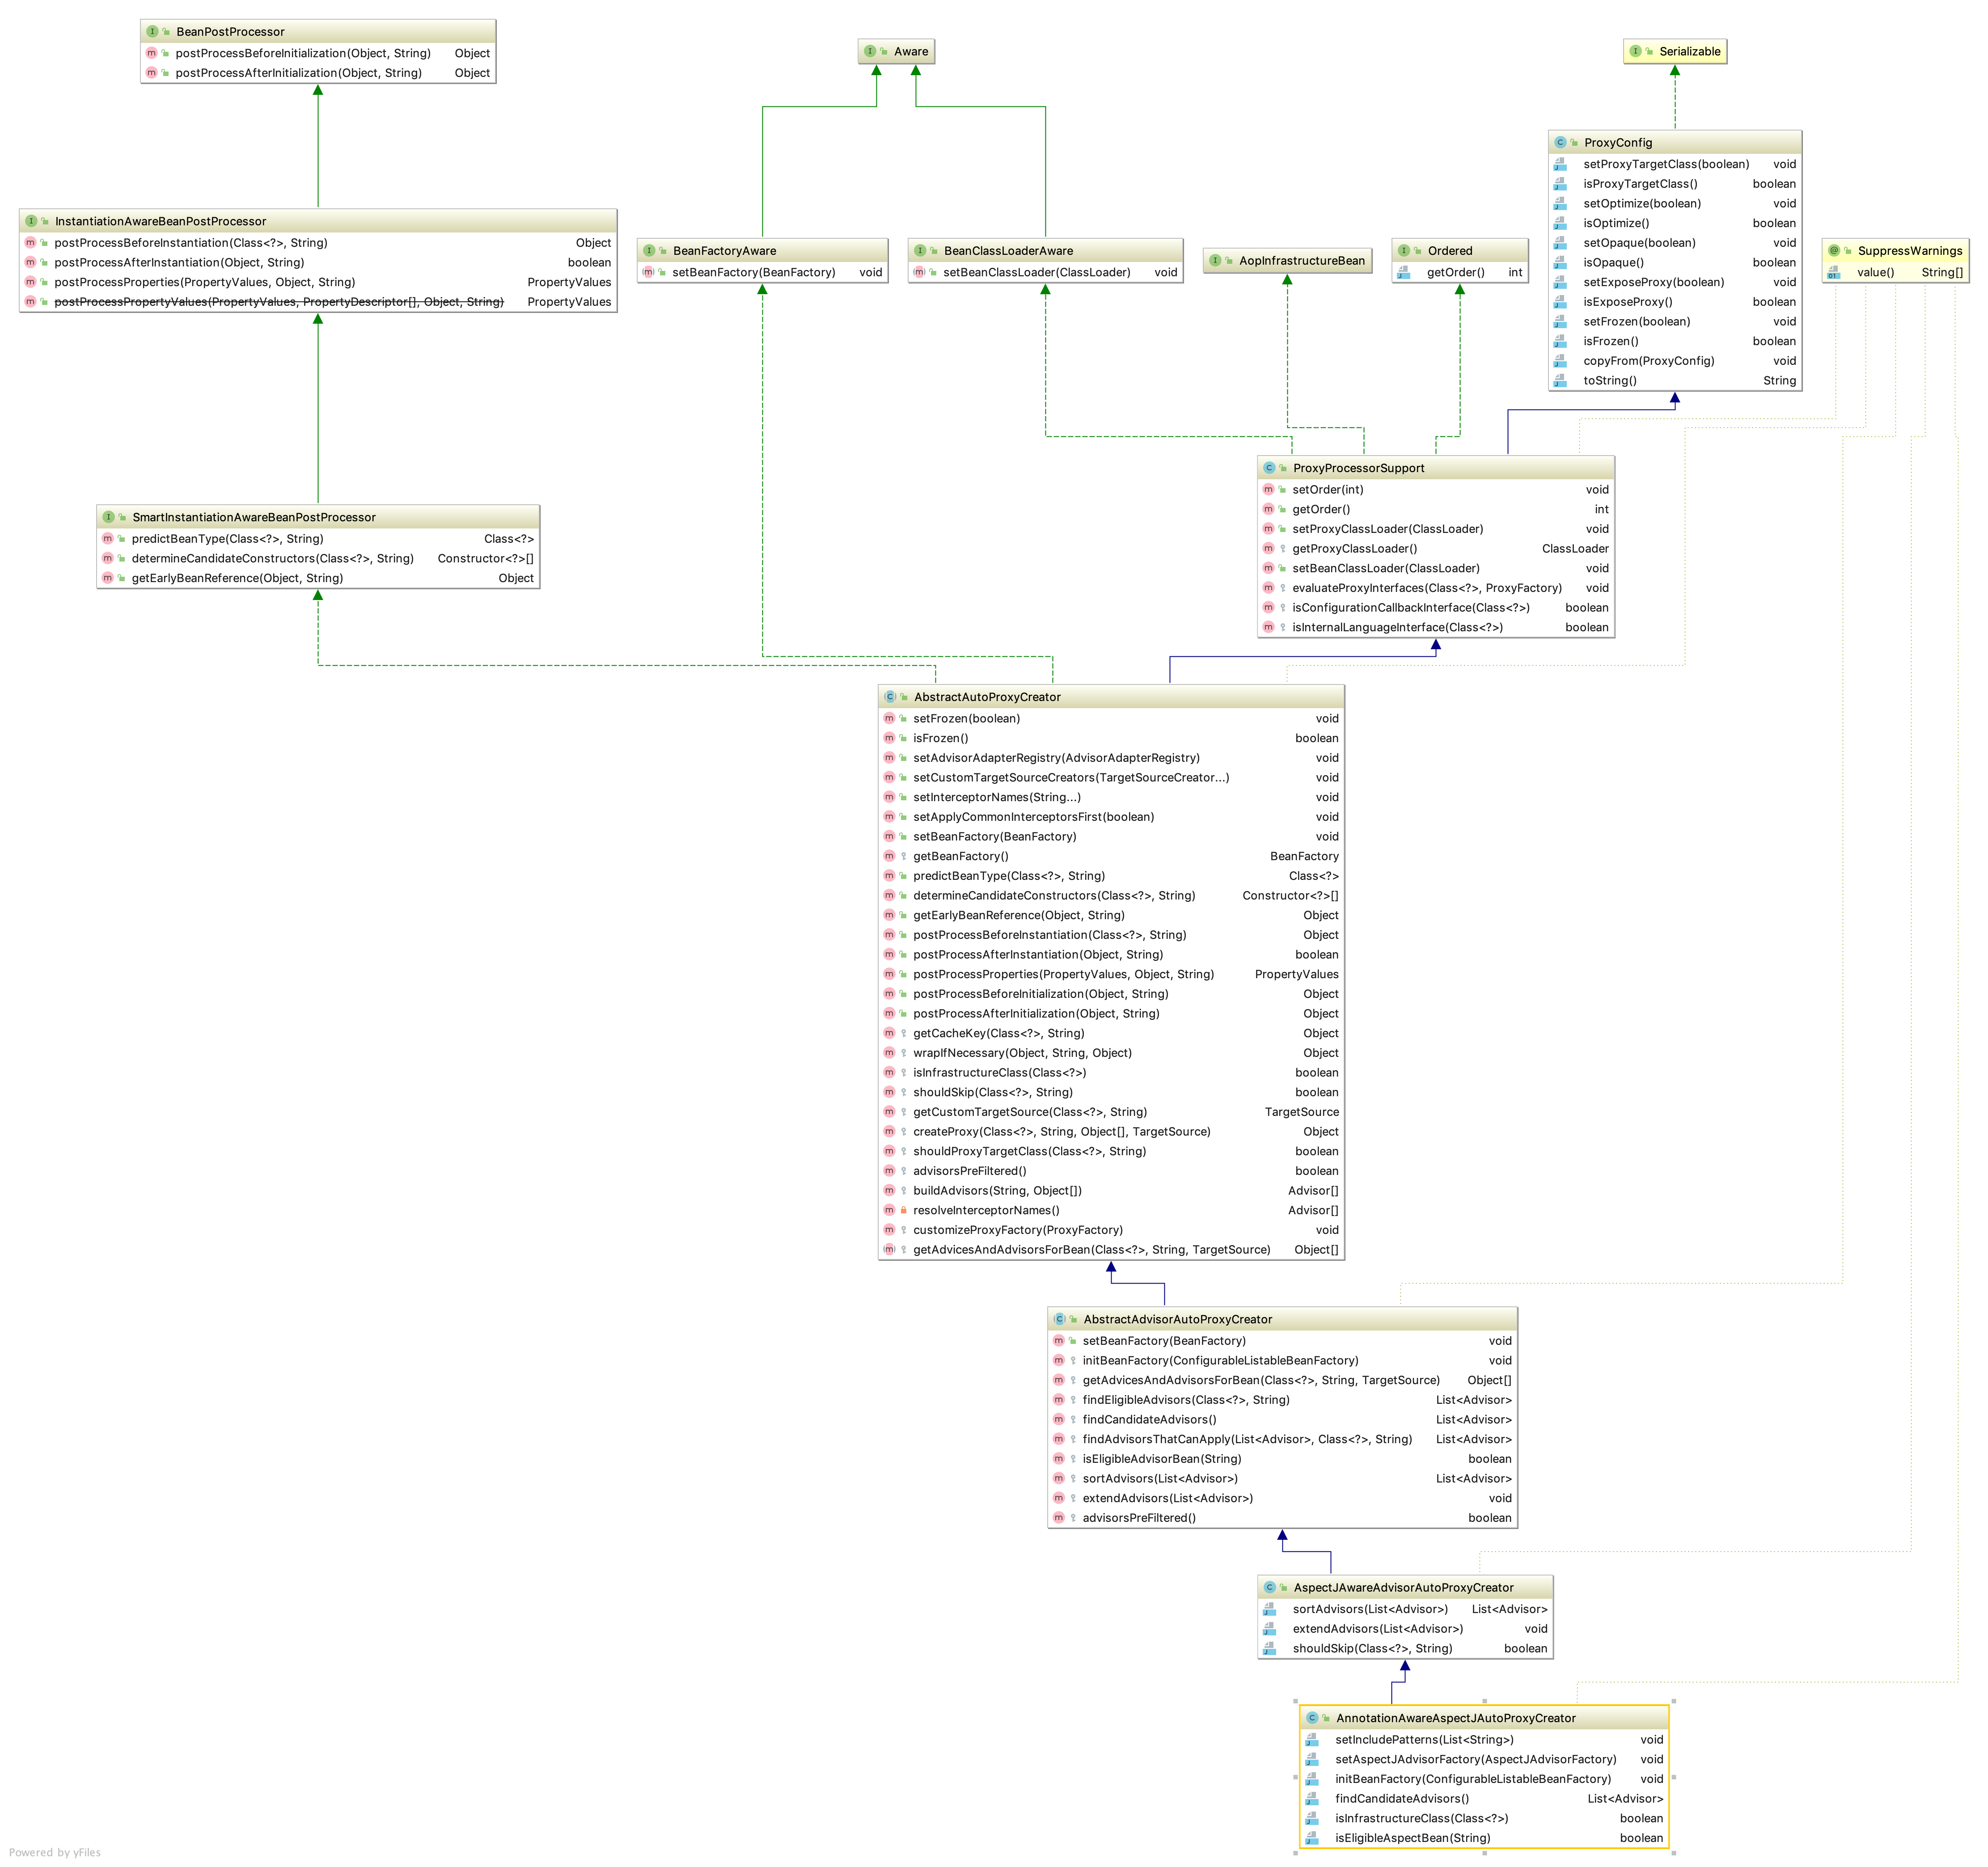 BeanPostProcessor
postProcessBeforeInitialization(Object, String) Object
postProcessAfterInitialization(Object, String) Object
Aware
Serializable
ProxyConfig
setProxyTargetClass(boolean) void
isProxyTargetClass() boolean
setOptimize(boolean) void
isOptimize() boolean
setOpaque(boolean) void
isOpaque() boolean
setExposeProxy(boolean) void
isExposeProxy() boolean
setFrozen(boolean) void
isFrozen() boolean
copyFrom(ProxyConfig) void
toString() String
InstantiationAwareBeanPostProcessor
postProcessBeforeInstantiation(Class<?>, String) Object
postProcessAfterInstantiation(Object, String) boolean
postProcessProperties(PropertyValues, Object, String) PropertyValues
postProcessPropertyValues(PropertyValues, PropertyDescriptor[], Object, String) PropertyValues
BeanFactoryAware
setBeanFactory(BeanFactory) void
BeanClassLoaderAware
setBeanClassLoader(ClassLoader) void
AopInfrastructureBean
Ordered
getOrder() int
SuppressWarnings
value() String[]
ProxyProcessorSupport
setOrder(int) void
getOrder() int
setProxyClassLoader(ClassLoader) void
getProxyClassLoader() ClassLoader
setBeanClassLoader(ClassLoader) void
evaluateProxyInterfaces(Class<?>, ProxyFactory) void
isConfigurationCallbackInterface(Class<?>) boolean
isInternalLanguageInterface(Class<?>) boolean
SmartInstantiationAwareBeanPostProcessor
predictBeanType(Class<?>, String) Class<?>
determineCandidateConstructors(Class<?>, String) Constructor<?>[]
getEarlyBeanReference(Object, String) Object
AbstractAutoProxyCreator
setFrozen(boolean) void
isFrozen() boolean
setAdvisorAdapterRegistry(AdvisorAdapterRegistry) void
setCustomTargetSourceCreators(TargetSourceCreator...) void
setInterceptorNames(String...) void
setApplyCommonInterceptorsFirst(boolean) void
setBeanFactory(BeanFactory) void
getBeanFactory() BeanFactory
predictBeanType(Class<?>, String) Class<?>
determineCandidateConstructors(Class<?>, String) Constructor<?>[]
getEarlyBeanReference(Object, String) Object
postProcessBeforeInstantiation(Class<?>, String) Object
postProcessAfterInstantiation(Object, String) boolean
postProcessProperties(PropertyValues, Object, String) PropertyValues
postProcessBeforeInitialization(Object, String) Object
postProcessAfterInitialization(Object, String) Object
getCacheKey(Class<?>, String) Object
wrapIfNecessary(Object, String, Object) Object
isInfrastructureClass(Class<?>) boolean
shouldSkip(Class<?>, String) boolean
getCustomTargetSource(Class<?>, String) TargetSource
createProxy(Class<?>, String, Object[], TargetSource) Object
shouldProxyTargetClass(Class<?>, String) boolean
advisorsPreFiltered() boolean
buildAdvisors(String, Object[]) Advisor[]
resolveInterceptorNames() Advisor[]
customizeProxyFactory(ProxyFactory) void
getAdvicesAndAdvisorsForBean(Class<?>, String, TargetSource) Object[]
AbstractAdvisorAutoProxyCreator
setBeanFactory(BeanFactory) void
initBeanFactory(ConfigurableListableBeanFactory) void
getAdvicesAndAdvisorsForBean(Class<?>, String, TargetSource) Object[]
findEligibleAdvisors(Class<?>, String) List<Advisor>
findCandidateAdvisors() List<Advisor>
findAdvisorsThatCanApply(List<Advisor>, Class<?>, String) List<Advisor>
isEligibleAdvisorBean(String) boolean
sortAdvisors(List<Advisor>) List<Advisor>
extendAdvisors(List<Advisor>) void
advisorsPreFiltered() boolean
AspectJAwareAdvisorAutoProxyCreator
sortAdvisors(List<Advisor>) List<Advisor>
extendAdvisors(List<Advisor>) void
shouldSkip(Class<?>, String) boolean
AnnotationAwareAspectJAutoProxyCreator
setIncludePatterns(List<String>) void
setAspectJAdvisorFactory(AspectJAdvisorFactory) void
initBeanFactory(ConfigurableListableBeanFactory) void
findCandidateAdvisors() List<Advisor>
isInfrastructureClass(Class<?>) boolean
isEligibleAspectBean(String) boolean
Powered by yFiles